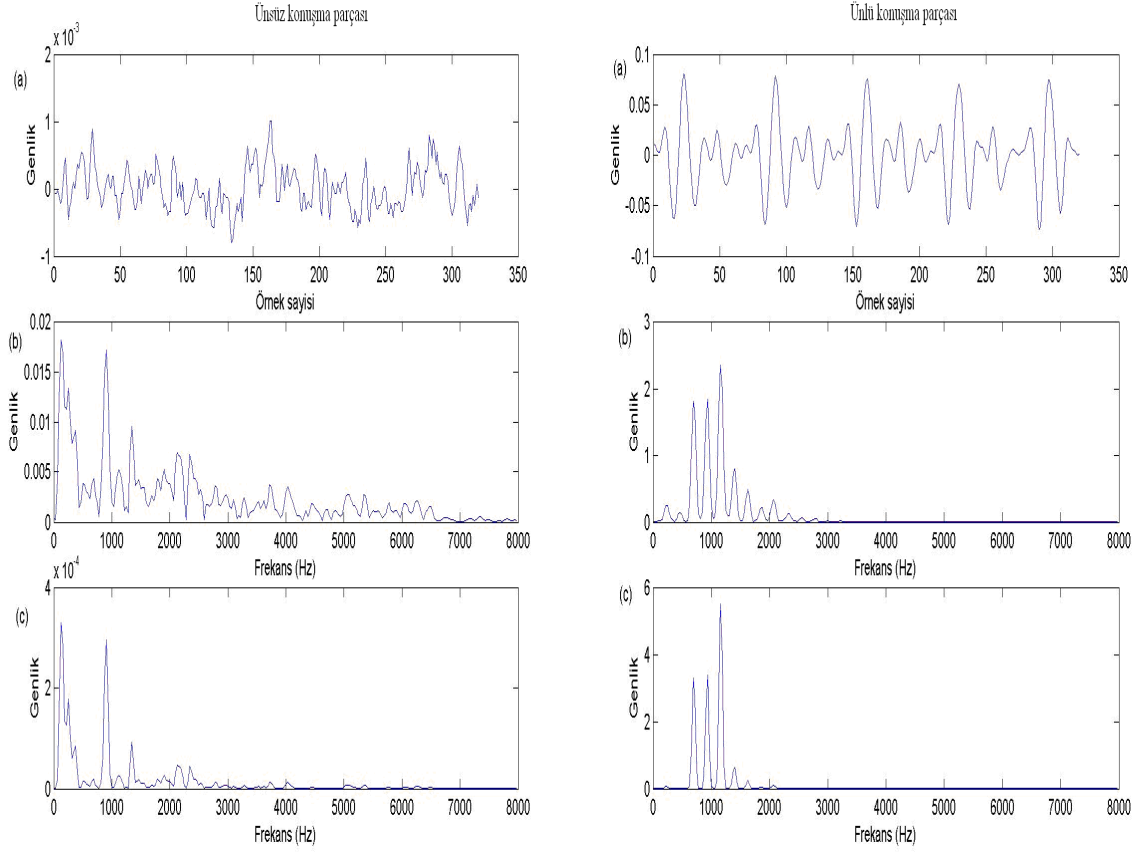 Ünsüz konuşma parçası
x 10⁻³
(a)
Genlik
2
1
0
-1
0 50 100 150 200 250 300 350
Örnek sayisi
(b)
Genlik
0.02
0.015
0.01
0.005
0
0 1000 2000 3000 4000 5000 6000 7000 8000
Frekans (Hz)
x 10⁻⁴
(c)
Genlik
4
2
0
0 1000 2000 3000 4000 5000 6000 7000 8000
Frekans (Hz)
Ünlü konuşma parçası
(a)
Genlik
0.1
0.05
0
-0.05
-0.1
0 50 100 150 200 250 300 350
Örnek sayisi
(b)
Genlik
3
2
1
0
0 1000 2000 3000 4000 5000 6000 7000 8000
Frekans (Hz)
(c)
Genlik
6
4
2
0
0 1000 2000 3000 4000 5000 6000 7000 8000
Frekans (Hz)